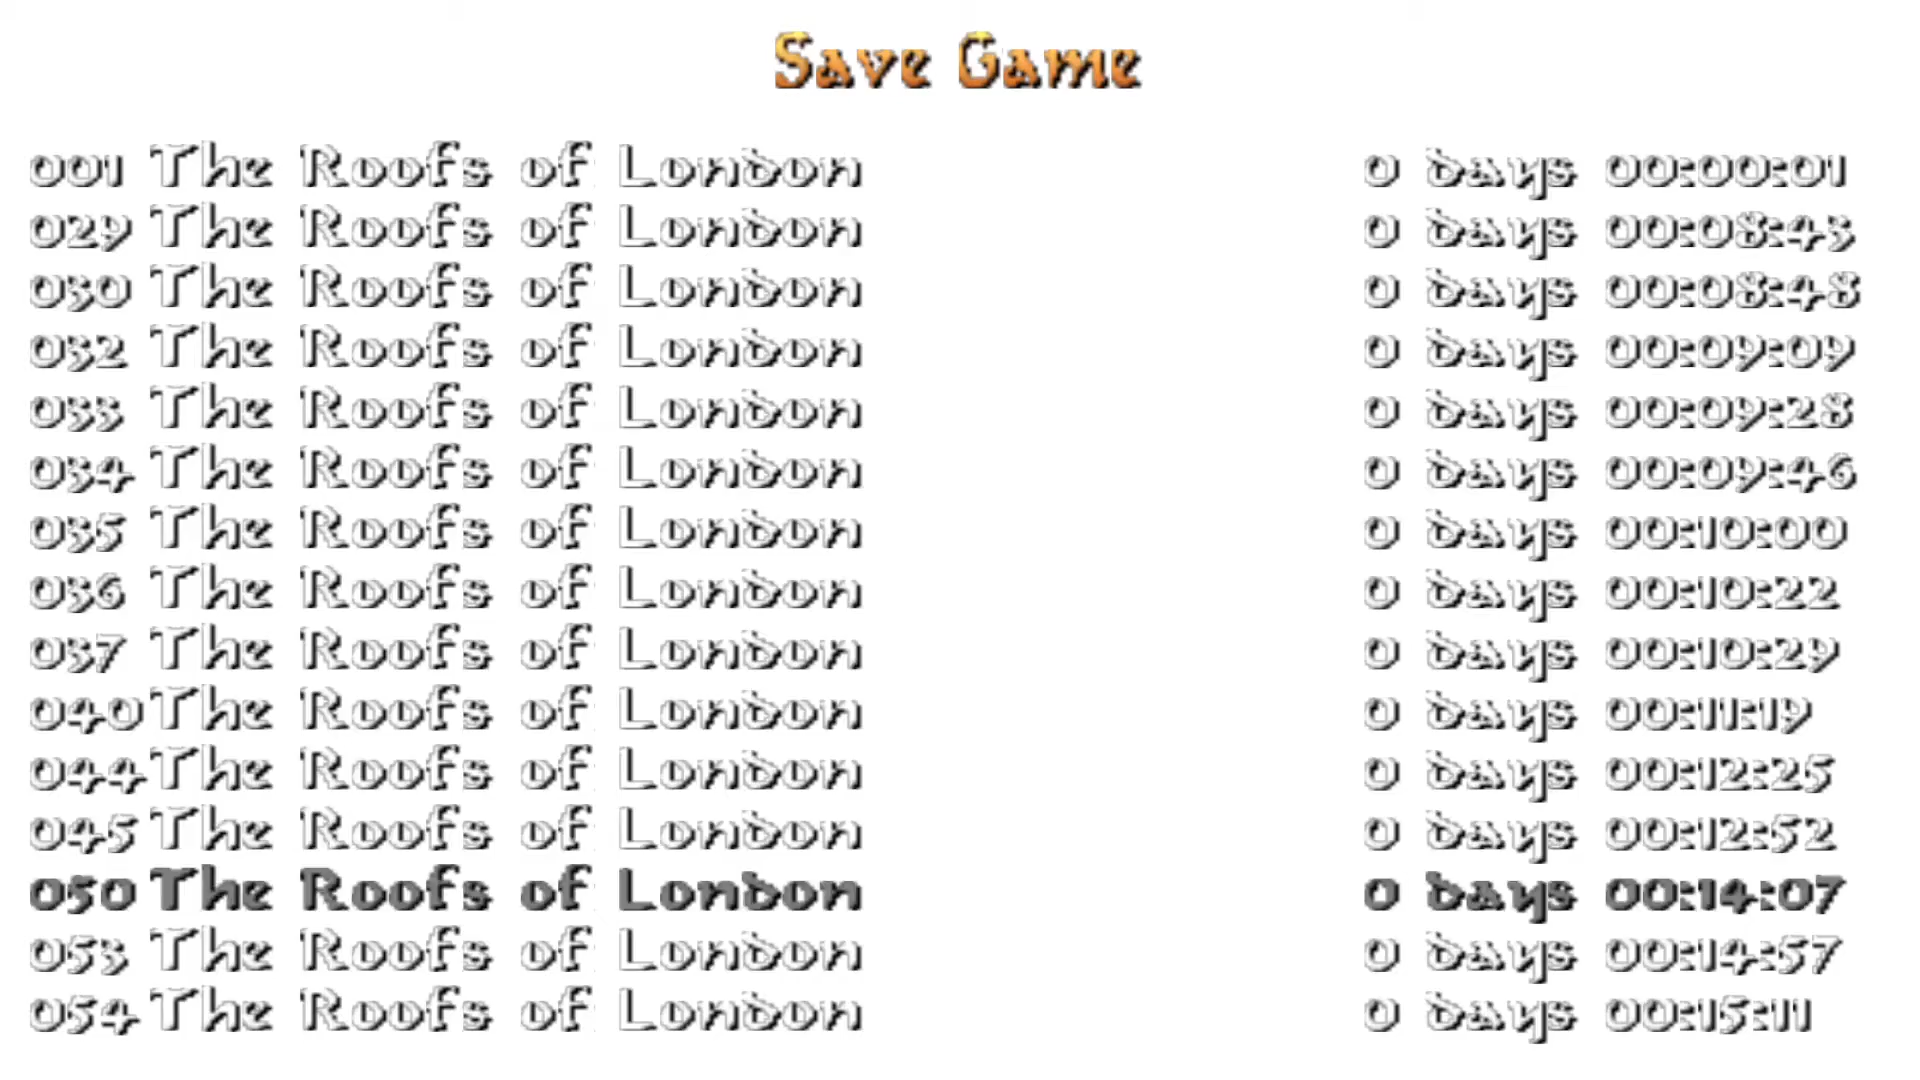 Save Game
001 The Roofs of London 0 days 00:00:01
029 The Roofs of London 0 days 00:08:43
030 The Roofs of London 0 days 00:08:48
032 The Roofs of London 0 days 00:09:09
033 The Roofs of London 0 days 00:09:28
034 The Roofs of London 0 days 00:09:46
035 The Roofs of London 0 days 00:10:00
036 The Roofs of London 0 days 00:10:22
037 The Roofs of London 0 days 00:10:29
040 The Roofs of London 0 days 00:11:19
044 The Roofs of London 0 days 00:12:25
045 The Roofs of London 0 days 00:12:52
050 The Roofs of London 0 days 00:14:07
053 The Roofs of London 0 days 00:14:57
054 The Roofs of London 0 days 00:15:11